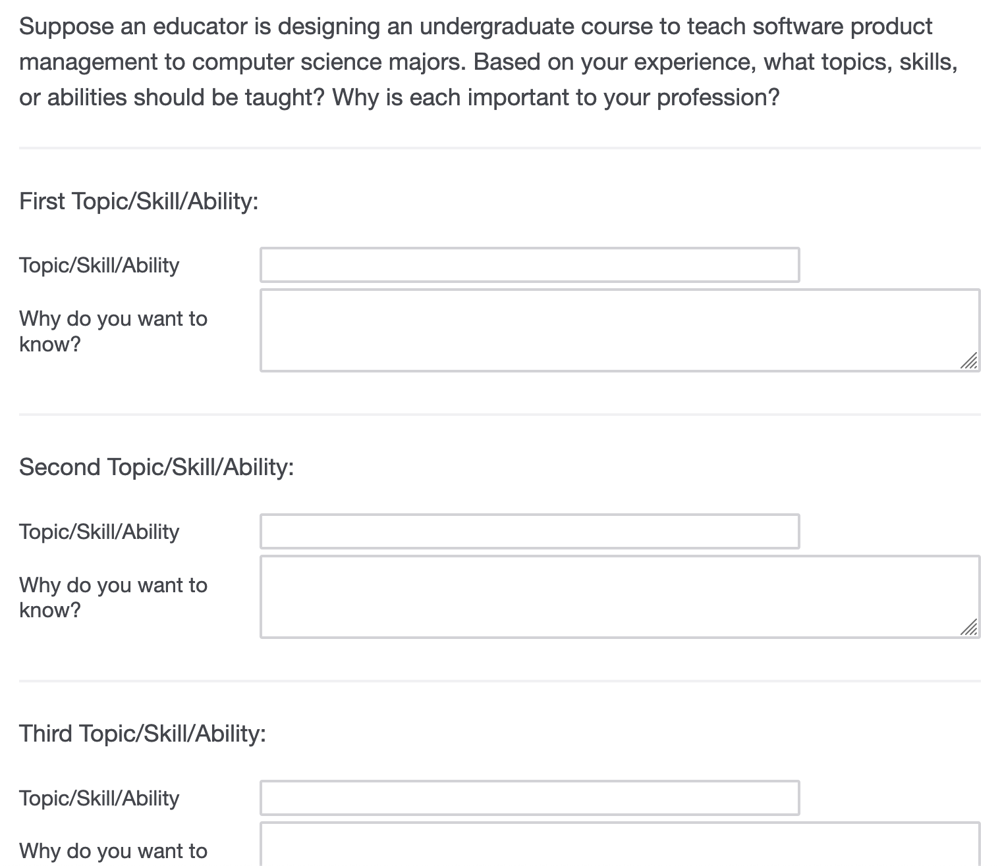 Suppose an educator is designing an undergraduate course to teach software product
management to computer science majors. Based on your experience, what topics, skills,
or abilities should be taught? Why is each important to your profession?
First Topic/Skill/Ability:
Topic/Skill/Ability
Why do you want to
know?
Second Topic/Skill/Ability:
Topic/Skill/Ability
Why do you want to
know?
Third Topic/Skill/Ability:
Topic/Skill/Ability
Why do you want to